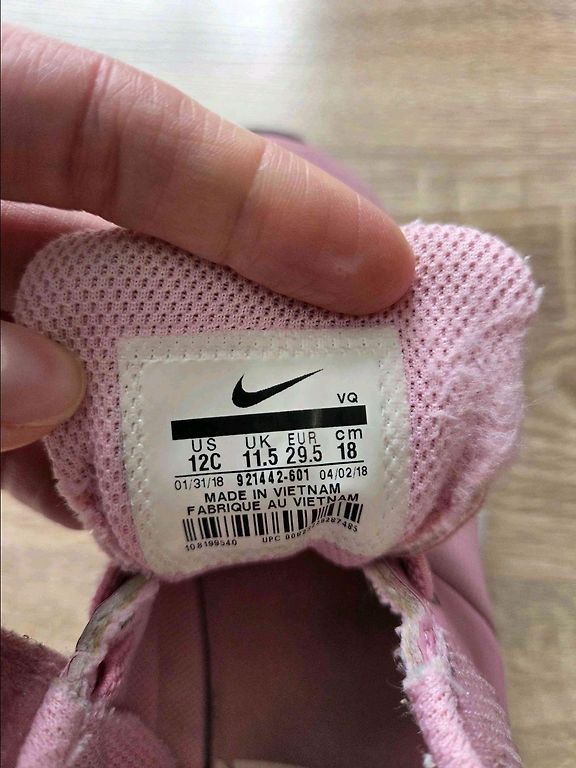 VQ
US UK EUR cm
12C 11.5 29.5 18
01/31/18 921442-601 04/02/18
MADE IN VIETNAM
FABRIQUE AU VIETNAM
UPC